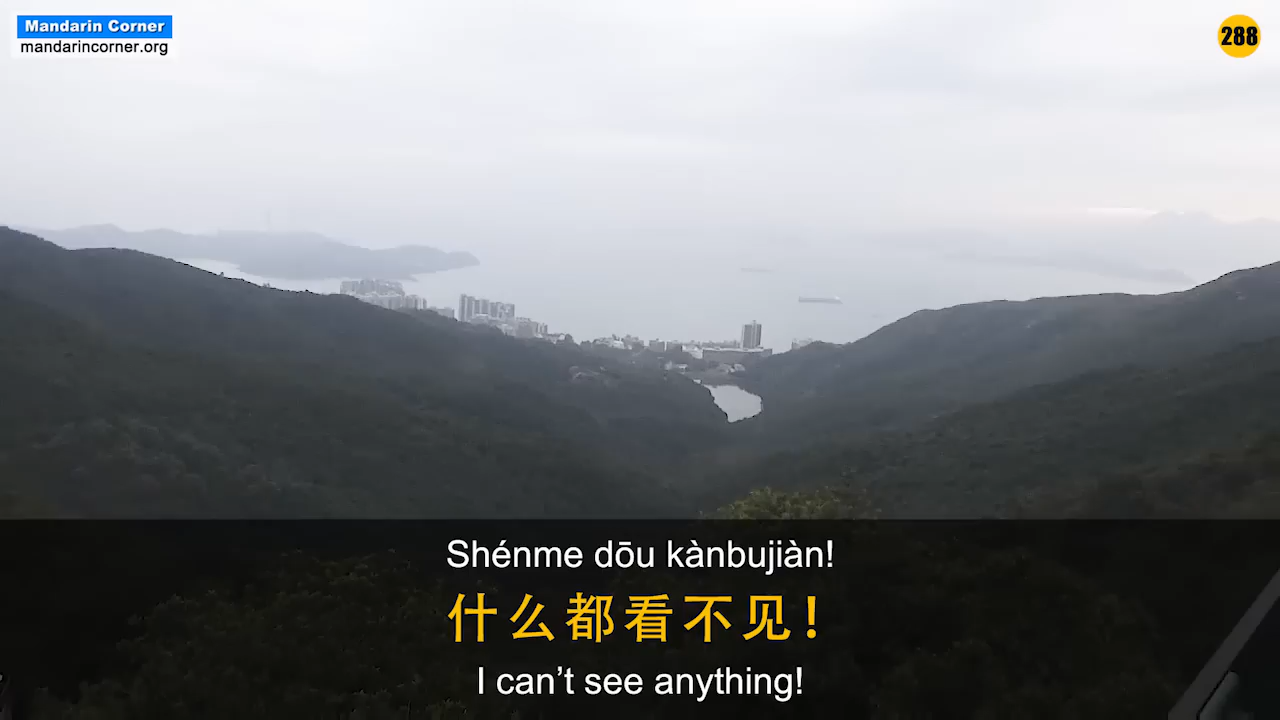 Mandarin Corner
mandarincorner.org
288
Shénme dōu kànbujiàn!
什么都看不见！
I can’t see anything!